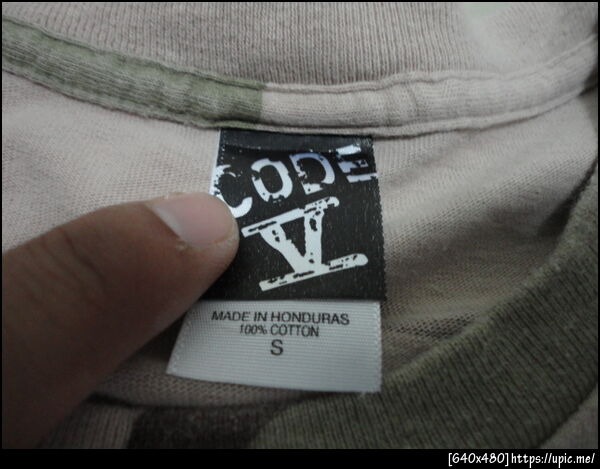 CODE
V
MADE IN HONDURAS
100% COTTON
S
[640x480]https://upic.me/